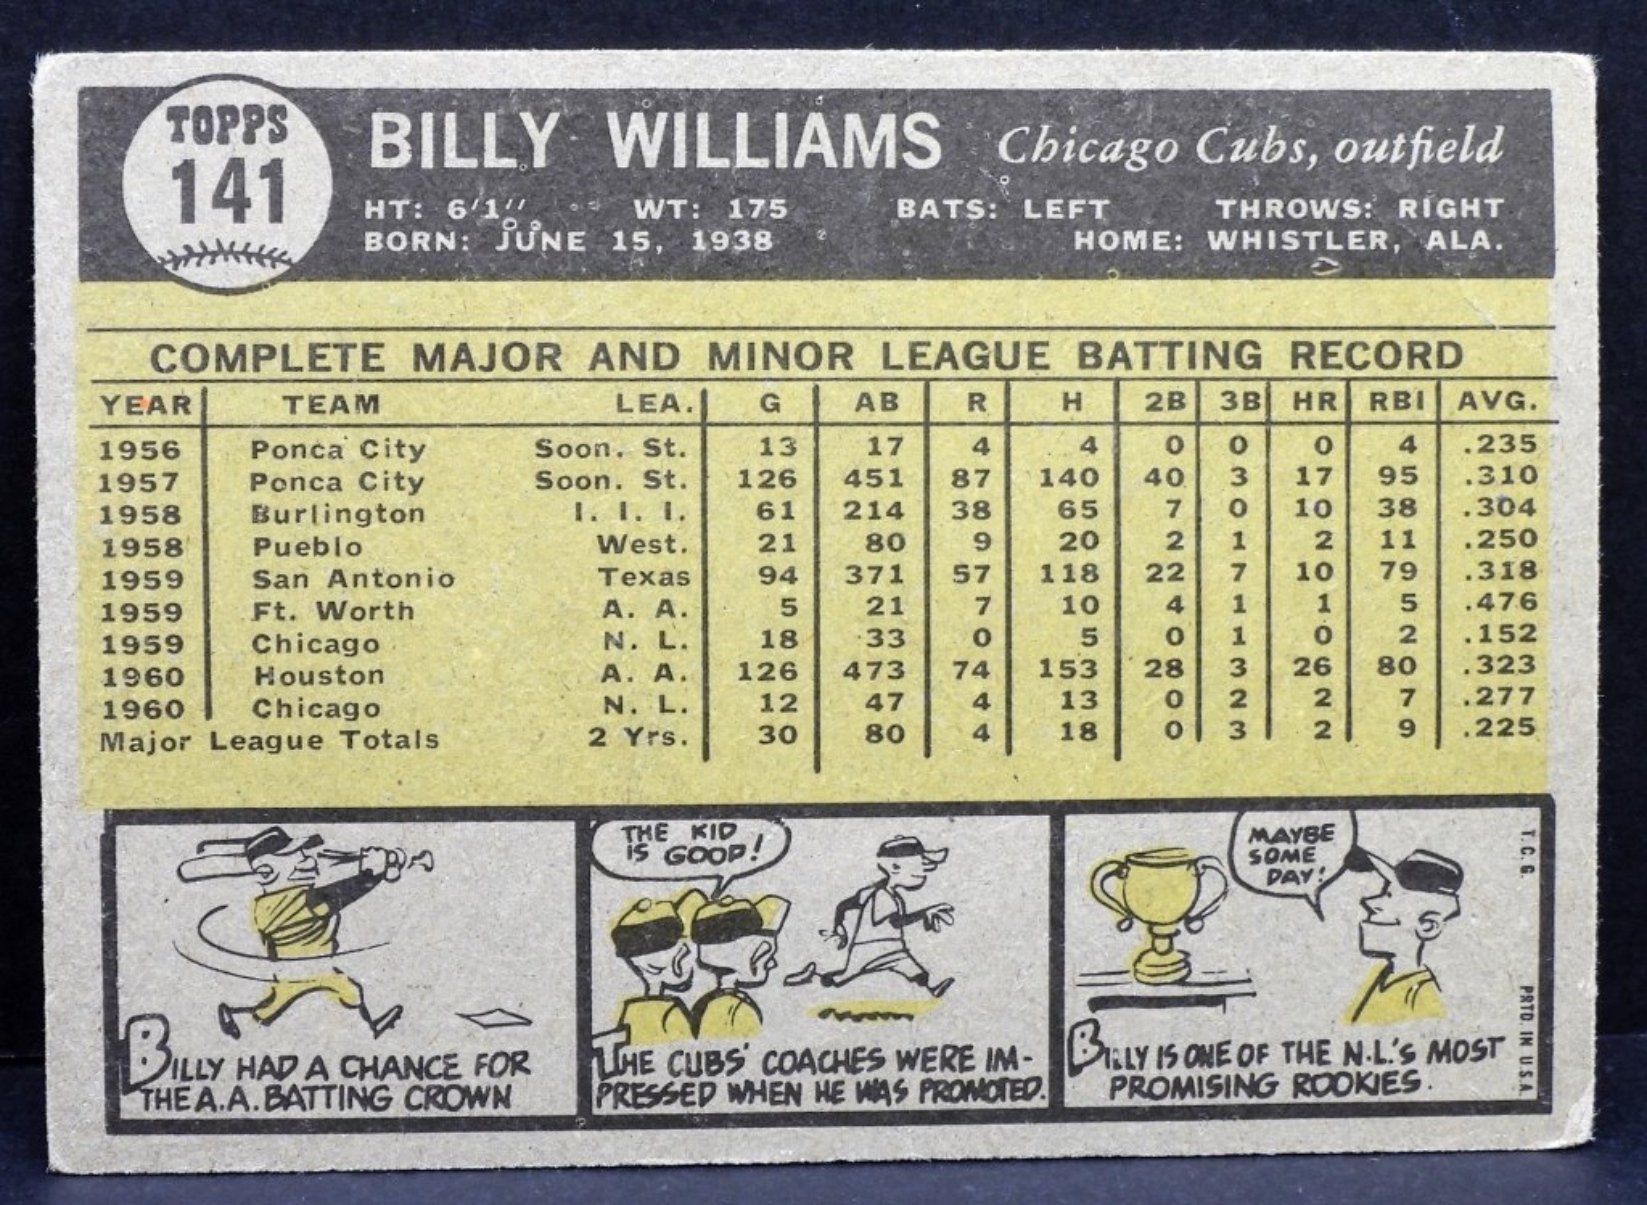 TOPPS
141
BILLY WILLIAMS Chicago Cubs, outfield
HT: 6'1" WT: 175 BATS: LEFT THROWS: RIGHT
BORN: JUNE 15, 1938 HOME: WHISTLER, ALA.
COMPLETE MAJOR AND MINOR LEAGUE BATTING RECORD
YEAR TEAM LEA. G AB R H 2B 3B HR RBI AVG.
1956 Ponca City Soon. St. 13 17 4 4 0 0 0 4 .235
1957 Ponca City Soon. St. 126 451 87 140 40 3 17 95 .310
1958 Burlington I. I. I. 61 214 38 65 7 0 10 38 .304
1958 Pueblo West. 21 80 9 20 2 1 2 11 .250
1959 San Antonio Texas 94 371 57 118 22 7 10 79 .318
1959 Ft. Worth A. A. 5 21 7 10 4 1 1 5 .476
1959 Chicago N. L. 18 33 0 5 0 1 0 2 .152
1960 Houston A. A. 126 473 74 153 28 3 26 80 .323
1960 Chicago N. L. 12 47 4 13 0 2 2 7 .277
Major League Totals 2 Yrs. 30 80 4 18 0 3 2 9 .225
BILLY HAD A CHANCE FOR
THE A.A. BATTING CROWN
THE KID
IS GOOD!
THE CUBS' COACHES WERE IM-
PRESSED WHEN HE WAS PROMOTED.
MAYBE
SOME
DAY!
BILLY IS ONE OF THE N.L.'S MOST
PROMISING ROOKIES.
T.C.G. PRTD. IN U.S.A.